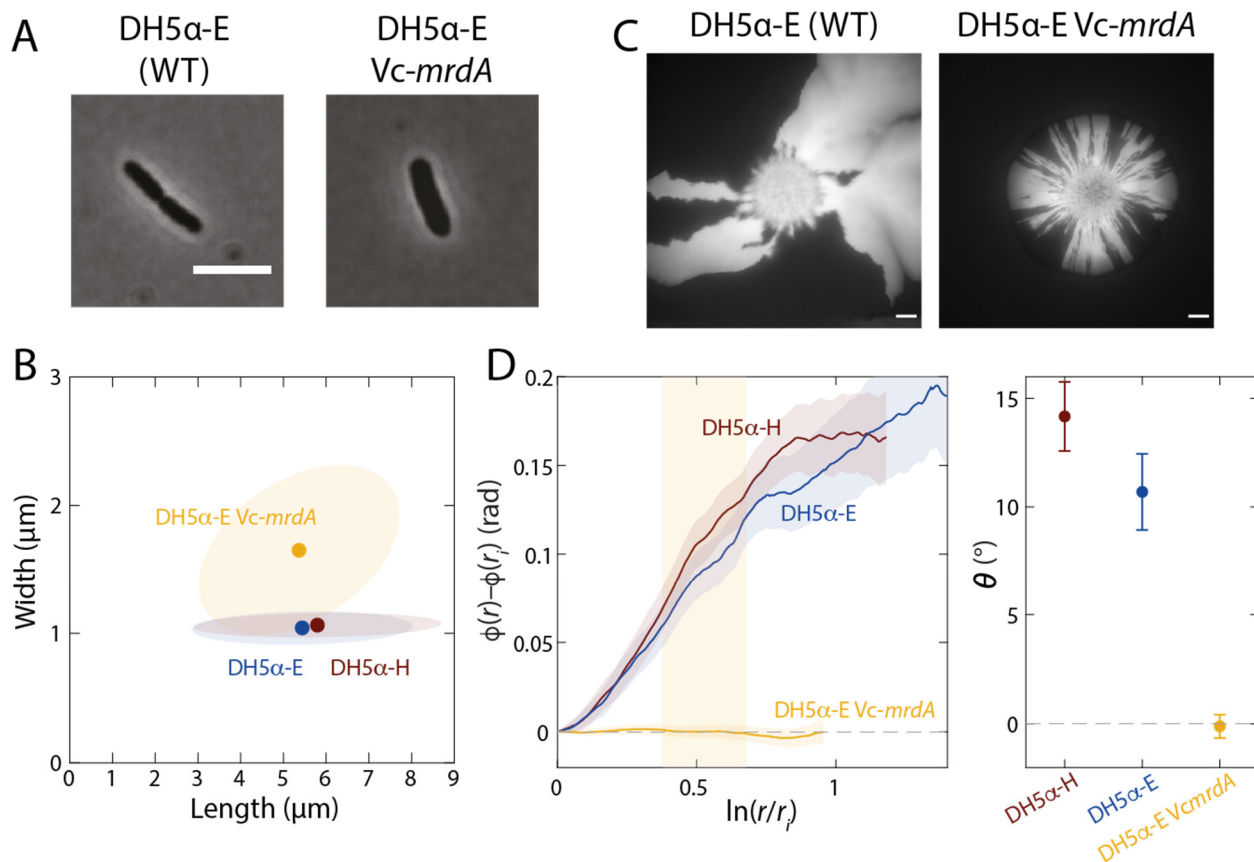 A
DH5α-E
(WT)
DH5α-E
Vc-mrdA
C
DH5α-E (WT)
DH5α-E Vc-mrdA
B
3
2
1
0
Width (μm)
DH5α-E Vc-mrdA
DH5α-E
DH5α-H
0 1 2 3 4 5 6 7 8 9
Length (μm)
D
0.2
0.15
0.1
0.05
0
ϕ(r)–ϕ(ri) (rad)
DH5α-H
DH5α-E
DH5α-E Vc-mrdA
0 0.5 1
ln(r/ri)
15
10
5
0
θ (°)
DH5α-H
DH5α-E
DH5α-E VcmrdA